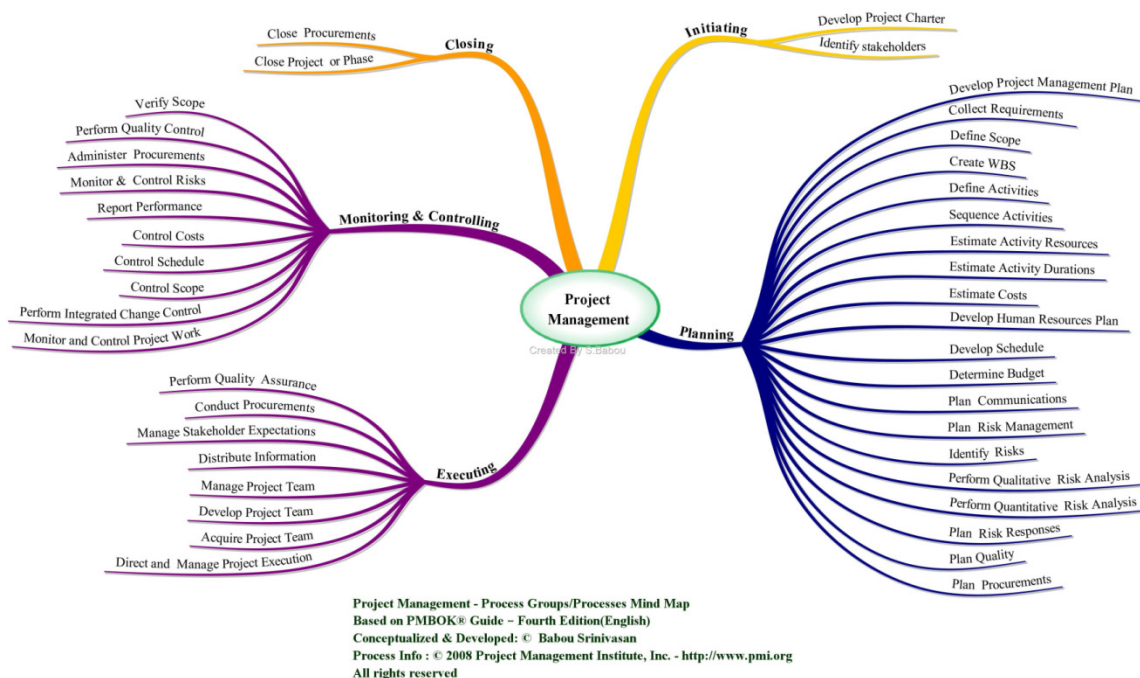 Project
Management
Created By S.Babou
Initiating
Develop Project Charter
Identify stakeholders
Planning
Develop Project Management Plan
Collect Requirements
Define Scope
Create WBS
Define Activities
Sequence Activities
Estimate Activity Resources
Estimate Activity Durations
Estimate Costs
Develop Human Resources Plan
Develop Schedule
Determine Budget
Plan Communications
Plan Risk Management
Identify Risks
Perform Qualitative Risk Analysis
Perform Quantitative Risk Analysis
Plan Risk Responses
Plan Quality
Plan Procurements
Executing
Perform Quality Assurance
Conduct Procurements
Manage Stakeholder Expectations
Distribute Information
Manage Project Team
Develop Project Team
Acquire Project Team
Direct and Manage Project Execution
Monitoring & Controlling
Verify Scope
Perform Quality Control
Administer Procurements
Monitor & Control Risks
Report Performance
Control Costs
Control Schedule
Control Scope
Perform Integrated Change Control
Monitor and Control Project Work
Closing
Close Procurements
Close Project or Phase
Project Management - Process Groups/Processes Mind Map
Based on PMBOK® Guide – Fourth Edition(English)
Conceptualized & Developed: © Babou Srinivasan
Process Info : © 2008 Project Management Institute, Inc. - http://www.pmi.org
All rights reserved